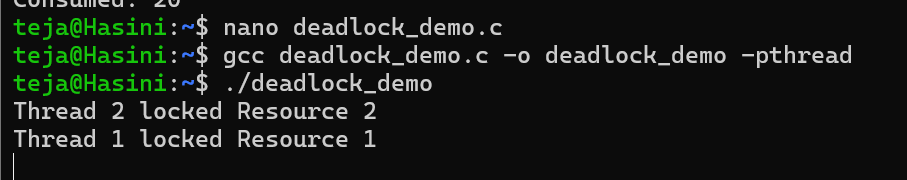 Consumed: 20
teja@Hasini:~$ nano deadlock_demo.c
teja@Hasini:~$ gcc deadlock_demo.c -o deadlock_demo -pthread
teja@Hasini:~$ ./deadlock_demo
Thread 2 locked Resource 2
Thread 1 locked Resource 1